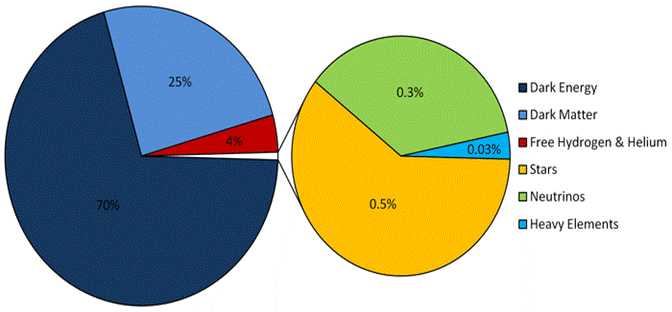 25%
4%
70%
0.3%
0.03%
0.5%
Dark Energy
Dark Matter
Free Hydrogen & Helium
Stars
Neutrinos
Heavy Elements